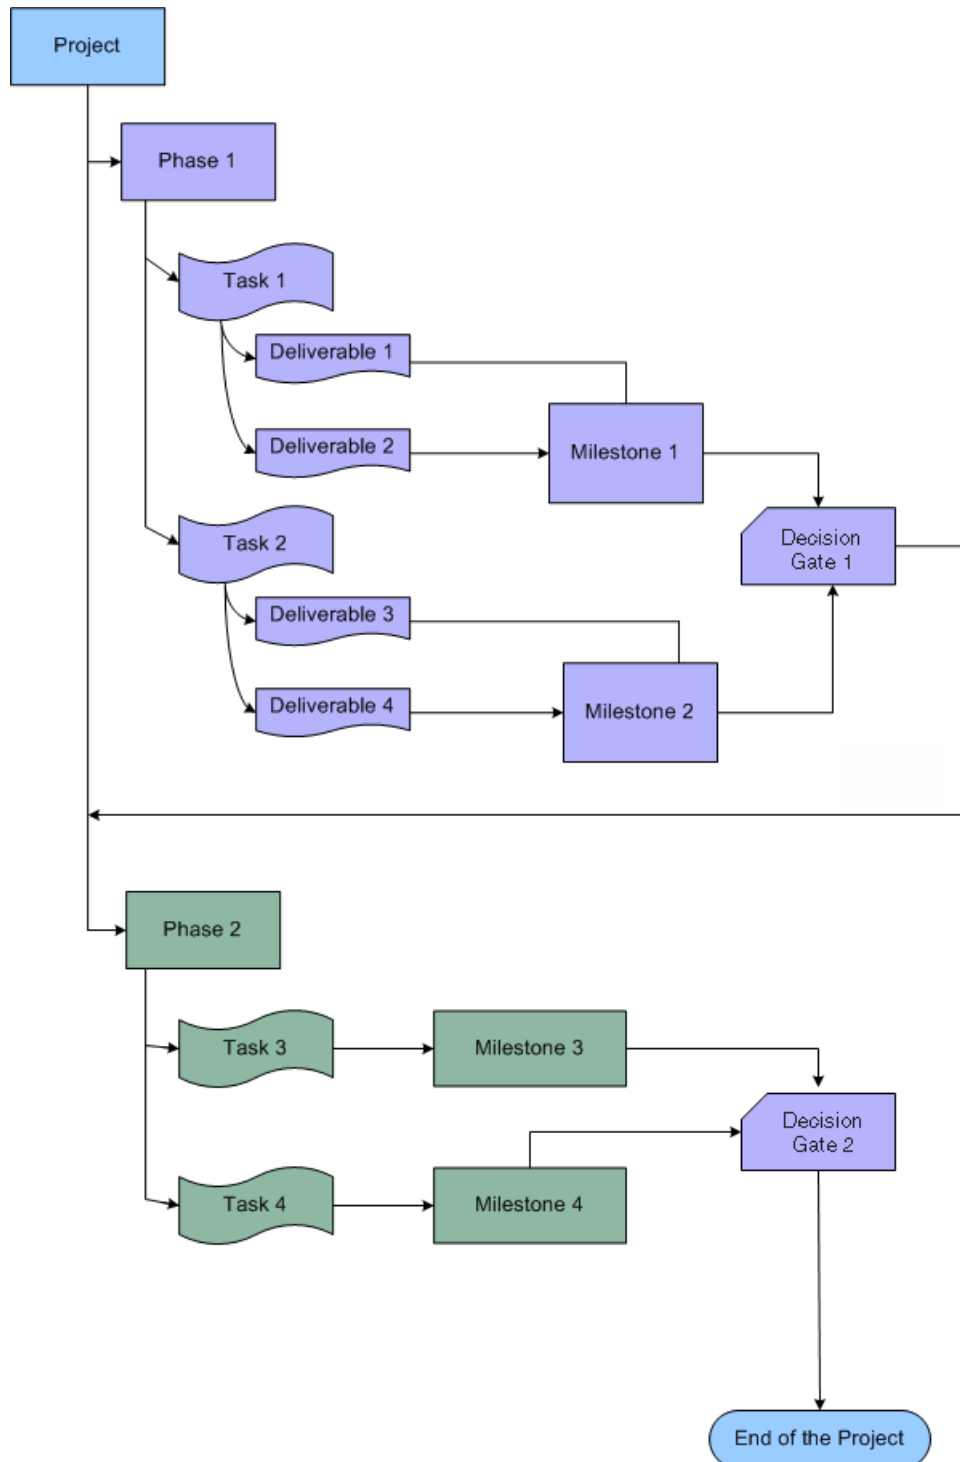 Project
Phase 1
Task 1
Deliverable 1
Deliverable 2
Milestone 1
Decision
Gate 1
Task 2
Deliverable 3
Deliverable 4
Milestone 2
Phase 2
Task 3
Milestone 3
Decision
Gate 2
Task 4
Milestone 4
End of the Project